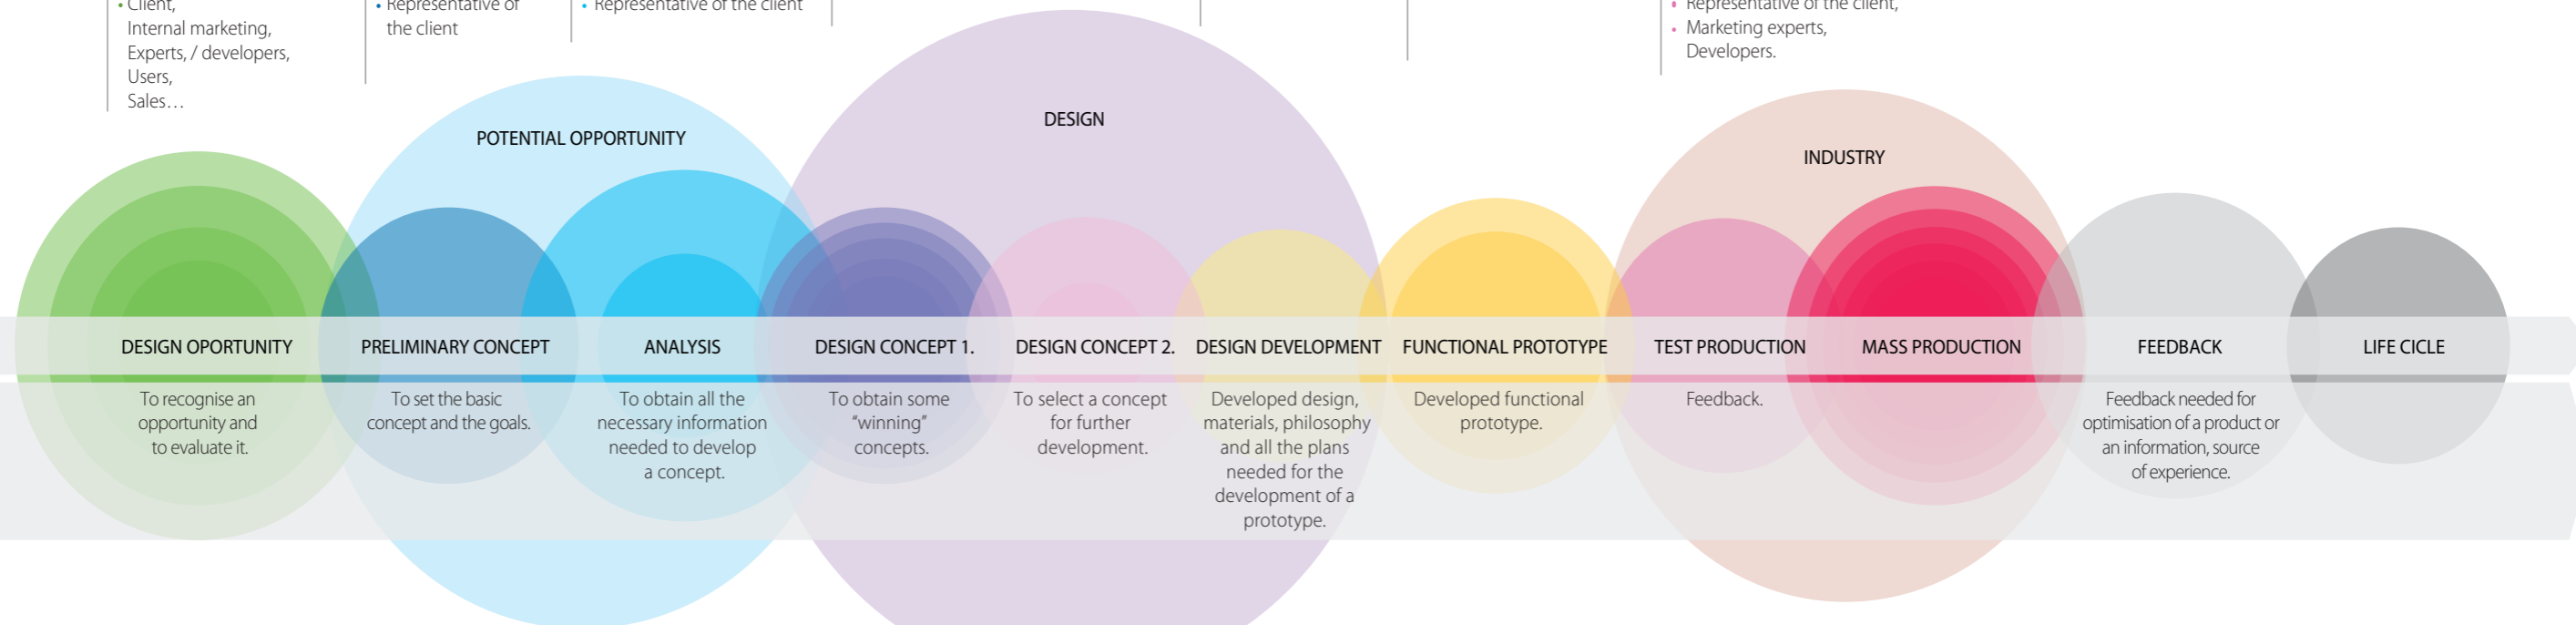 • Client,
Internal marketing,
Experts, / developers,
Users,
Sales…
• Representative of
the client
• Representative of the client
• Representative of the client,
• Marketing experts,
Developers.
POTENTIAL OPPORTUNITY
DESIGN
INDUSTRY
DESIGN OPORTUNITY
PRELIMINARY CONCEPT
ANALYSIS
DESIGN CONCEPT 1.
DESIGN CONCEPT 2.
DESIGN DEVELOPMENT
FUNCTIONAL PROTOTYPE
TEST PRODUCTION
MASS PRODUCTION
FEEDBACK
LIFE CICLE
To recognise an
opportunity and
to evaluate it.
To set the basic
concept and the goals.
To obtain all the
necessary information
needed to develop
a concept.
To obtain some
“winning”
concepts.
To select a concept
for further
development.
Developed design,
materials, philosophy
and all the plans
needed for the
development of a
prototype.
Developed functional
prototype.
Feedback.
Feedback needed for
optimisation of a product or
an information, source
of experience.